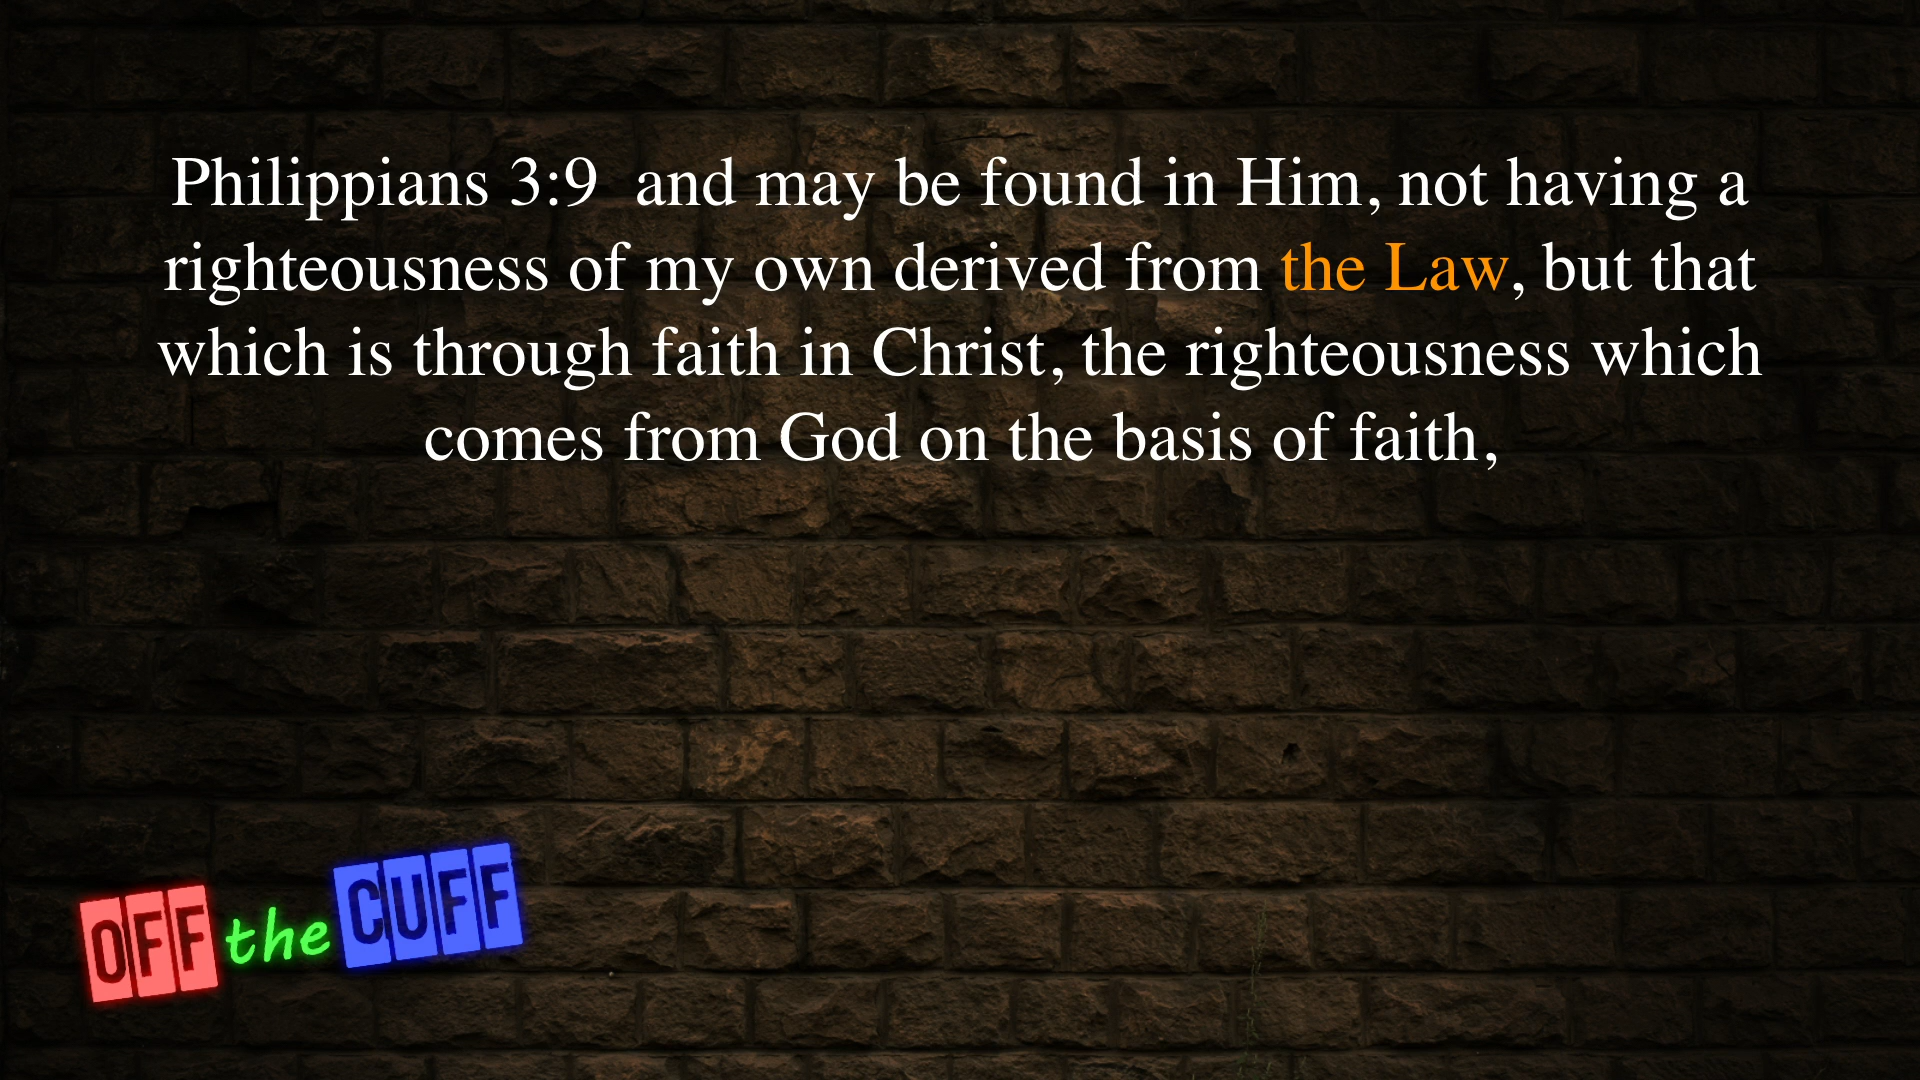 Philippians 3:9  and may be found in Him, not having a
righteousness of my own derived from the Law, but that
which is through faith in Christ, the righteousness which
comes from God on the basis of faith,
OFF the CUFF